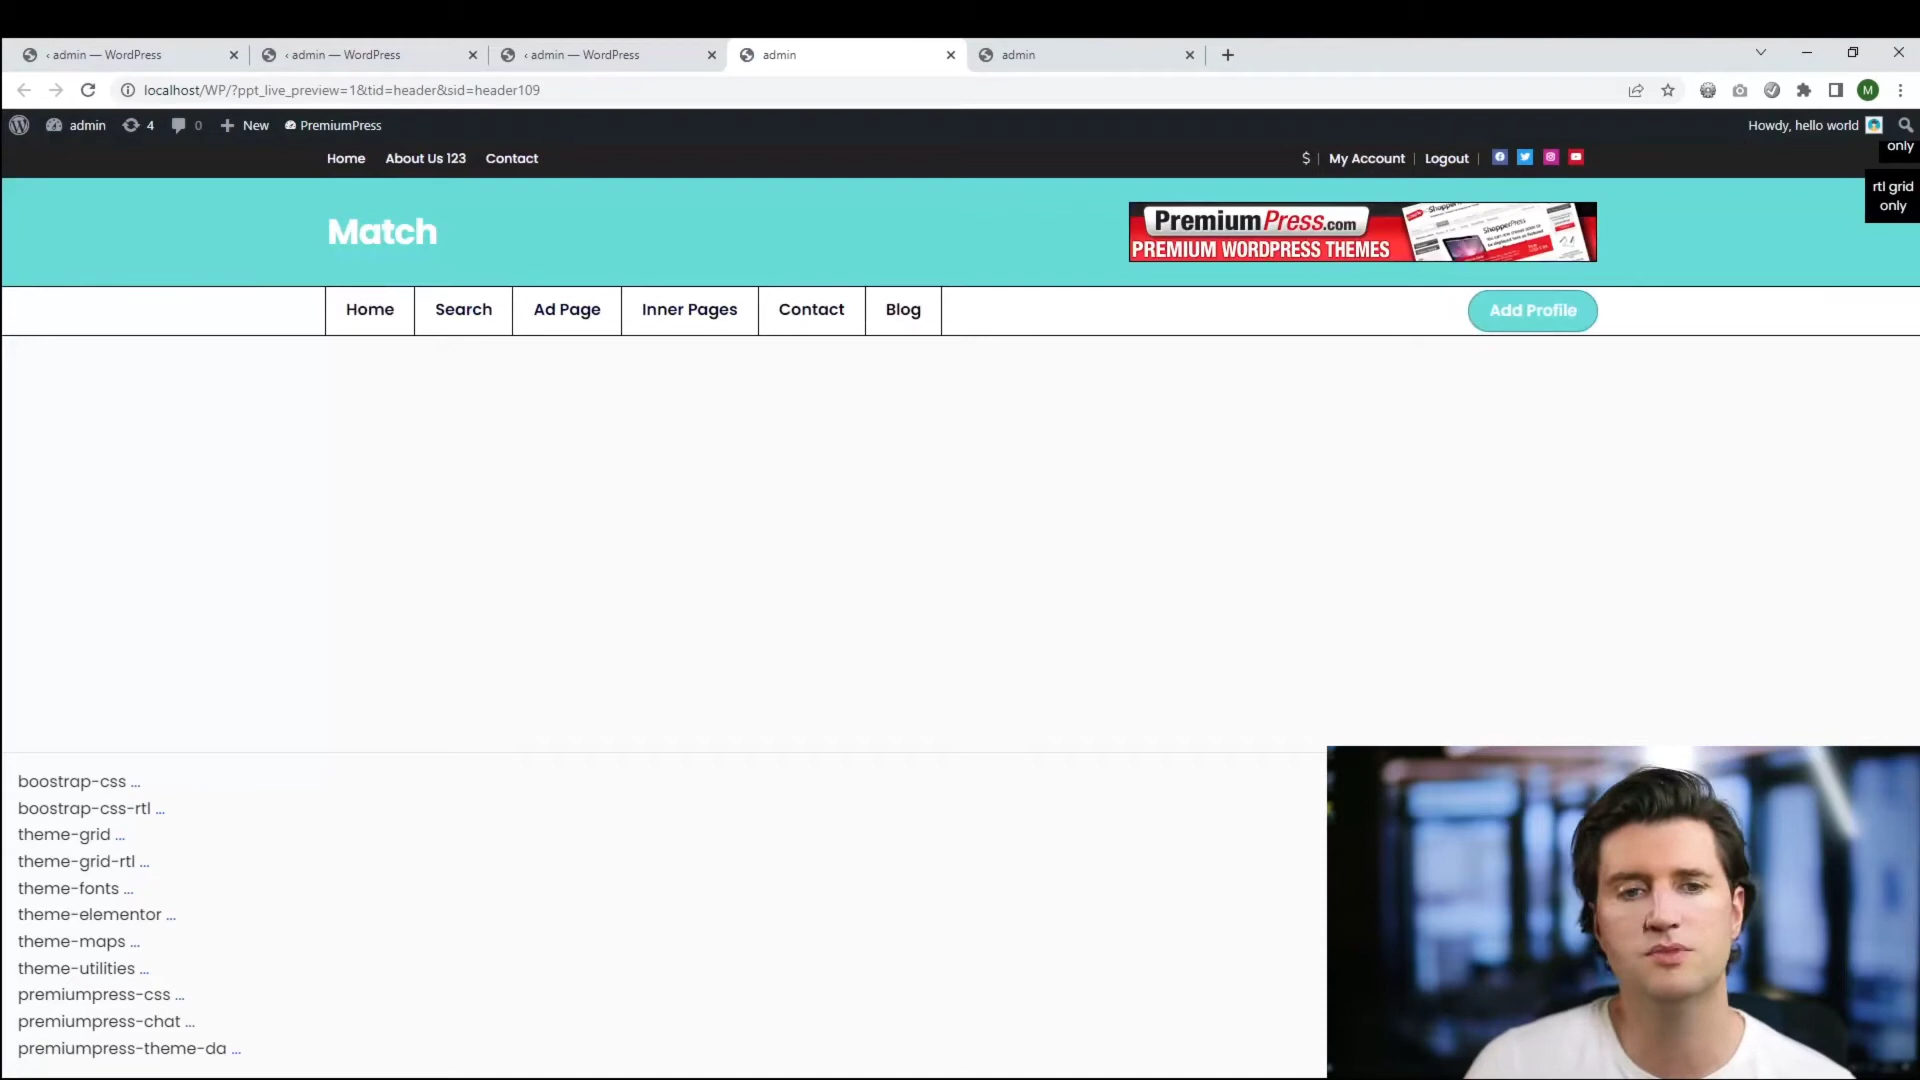 ‹ admin — WordPress
‹ admin — WordPress
‹ admin — WordPress
admin
admin
localhost/WP/?ppt_live_preview=1&tid=header&sid=header109
M
admin 4 0 New PremiumPress
Howdy, hello world
Home About Us 123 Contact
$ | My Account | Logout |
only
rtl grid
only
Match
PremiumPress.com
PREMIUM WORDPRESS THEMES
Home Search Ad Page Inner Pages Contact Blog
Add Profile
boostrap-css ...
boostrap-css-rtl ...
theme-grid ...
theme-grid-rtl ...
theme-fonts ...
theme-elementor ...
theme-maps ...
theme-utilities ...
premiumpress-css ...
premiumpress-chat ...
premiumpress-theme-da ...